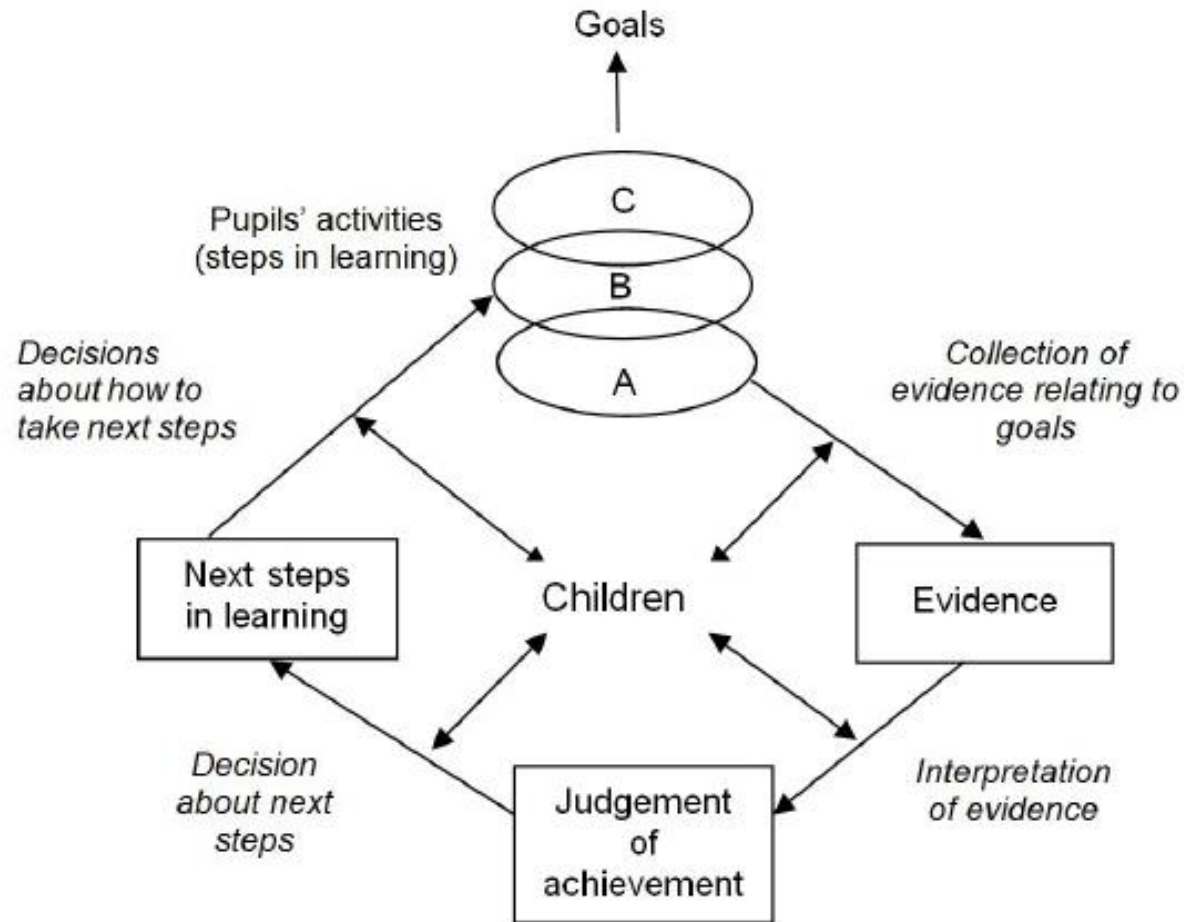 Goals
C
Pupils’ activities
(steps in learning)
B
Decisions
about how to
take next steps
A
Collection of
evidence relating to
goals
Next steps
in learning
Children
Evidence
Decision
about next
steps
Judgement
of
achievement
Interpretation
of evidence